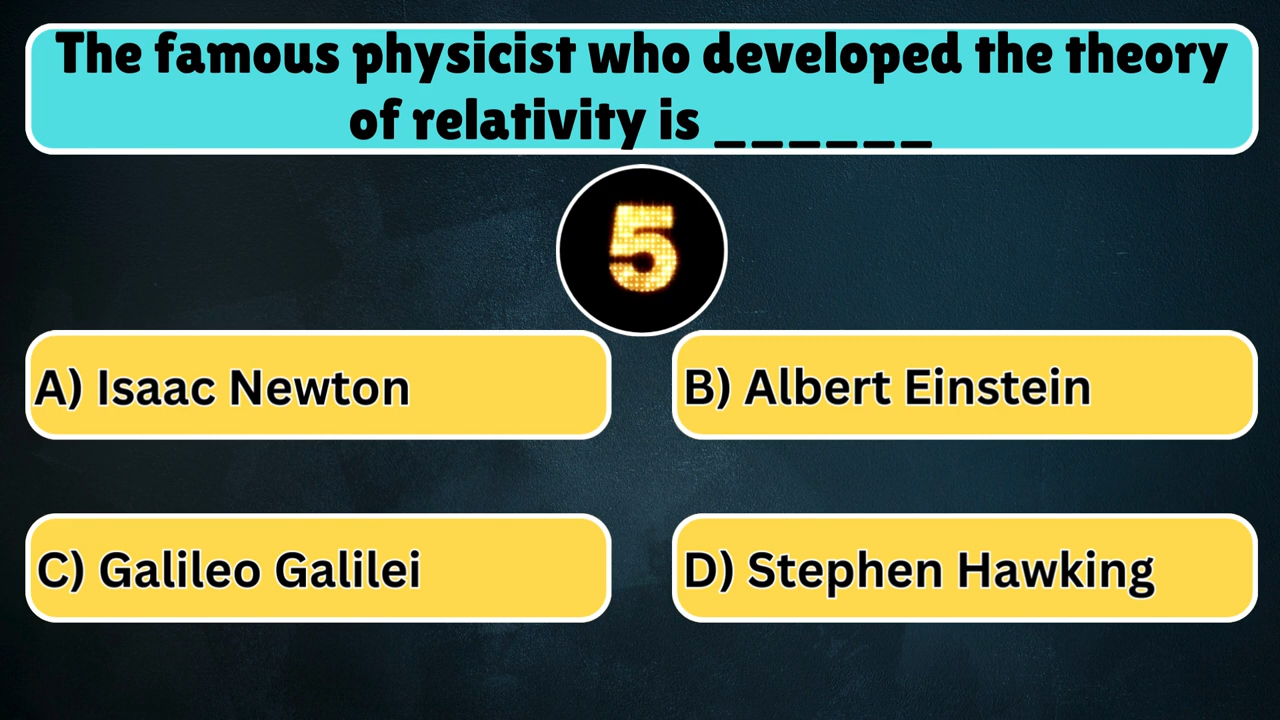 The famous physicist who developed the theory
of relativity is ______
5
A) Isaac Newton
B) Albert Einstein
C) Galileo Galilei
D) Stephen Hawking